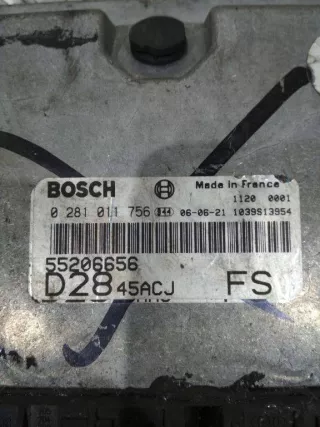 BOSCH Made in France
1120 0001
0 281 011 756 06-06-21 1039S13954
55206656
D28 45ACJ FS